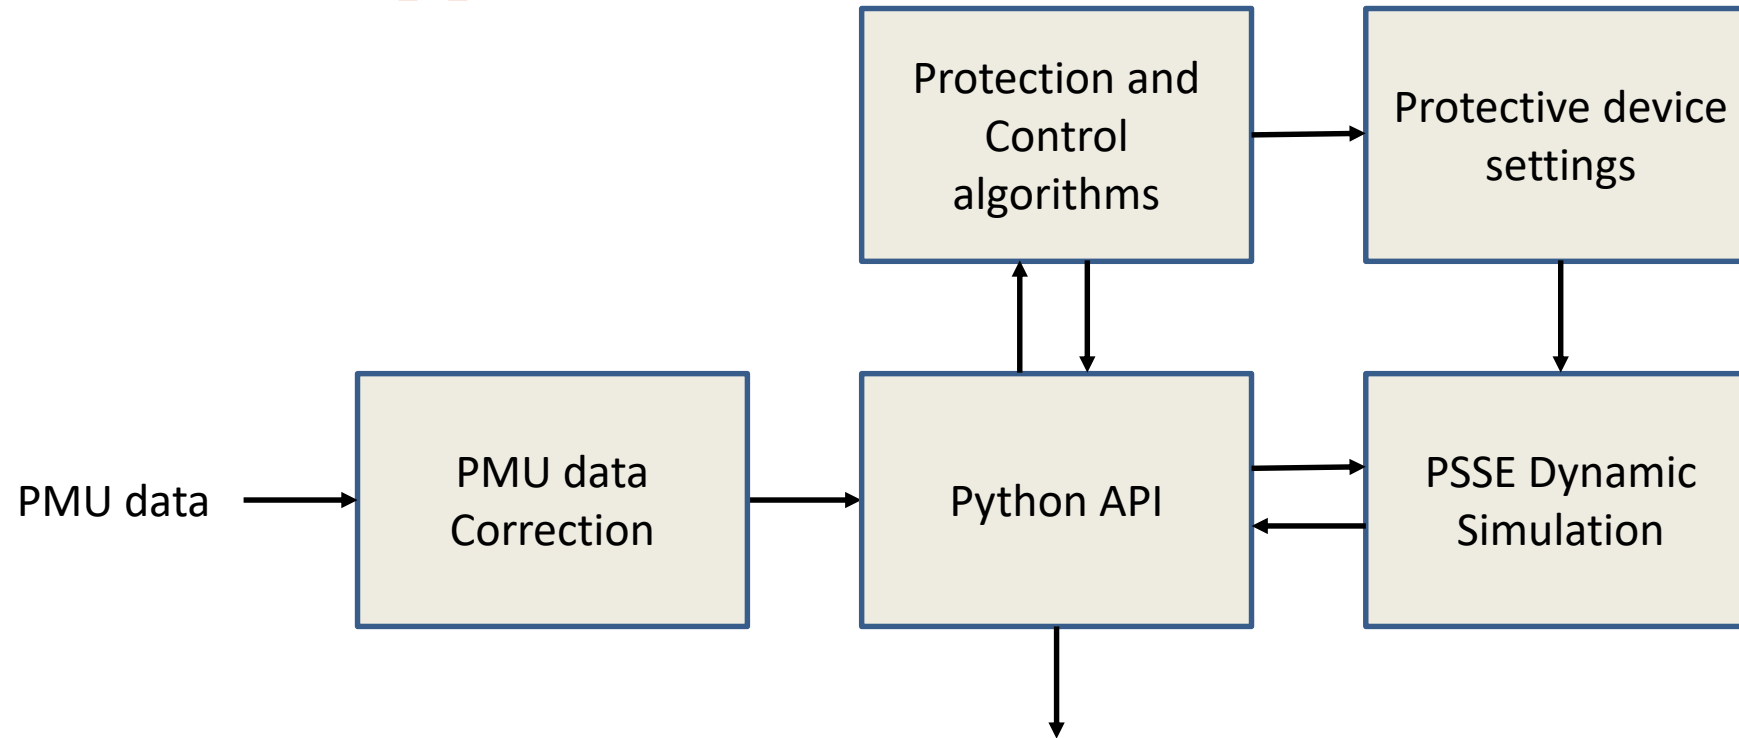 Protection and
Control
algorithms
Protective device
settings
PMU data
PMU data
Correction
Python API
PSSE Dynamic
Simulation